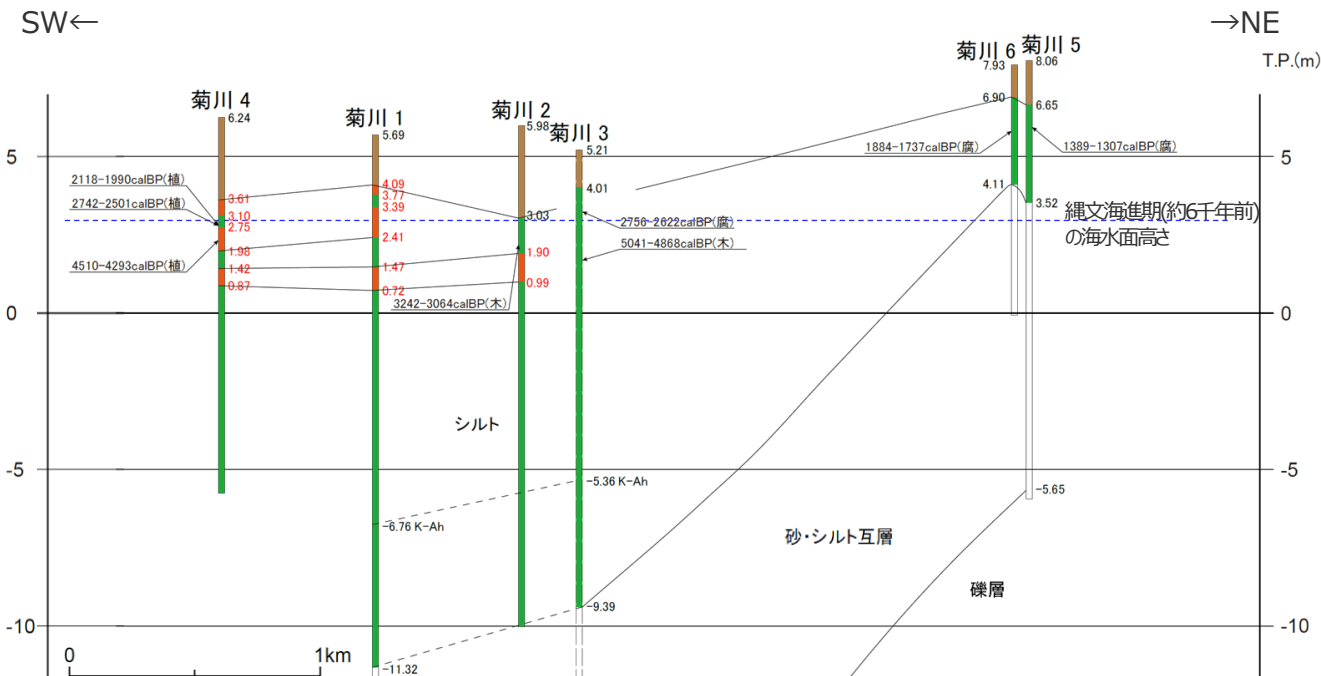 SW←
→NE
T.P.(m)
菊川 4
6.24
菊川 1
5.69
菊川 2
5.98
菊川 3
5.21
菊川 6
7.93
菊川 5
8.06
5
5
0
0
-5
-5
-10
-10
2118-1990calBP(植)
2742-2501calBP(植)
4510-4293calBP(植)
3.61
3.10
2.75
1.98
1.42
0.87
4.09
3.77
3.39
2.41
1.47
0.72
-6.76 K-Ah
-11.32
3.03
1.90
0.99
3242-3064calBP(木)
4.01
2756-2622calBP(腐)
5041-4868calBP(木)
-5.36 K-Ah
-9.39
6.90
1884-1737calBP(腐)
4.11
6.65
1389-1307calBP(腐)
3.52
-5.65
縄文海進期(約6千年前)
の海水面高さ
シルト
砂・シルト互層
礫層
0
1km